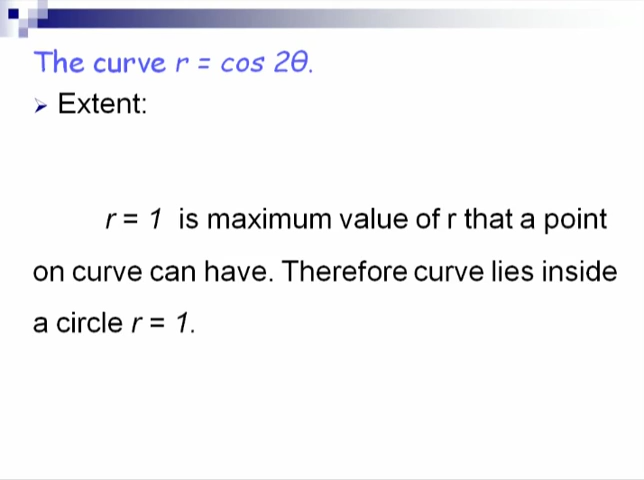 The curve r = cos 2θ.
➤ Extent:
r = 1 is maximum value of r that a point
on curve can have. Therefore curve lies inside
a circle r = 1.